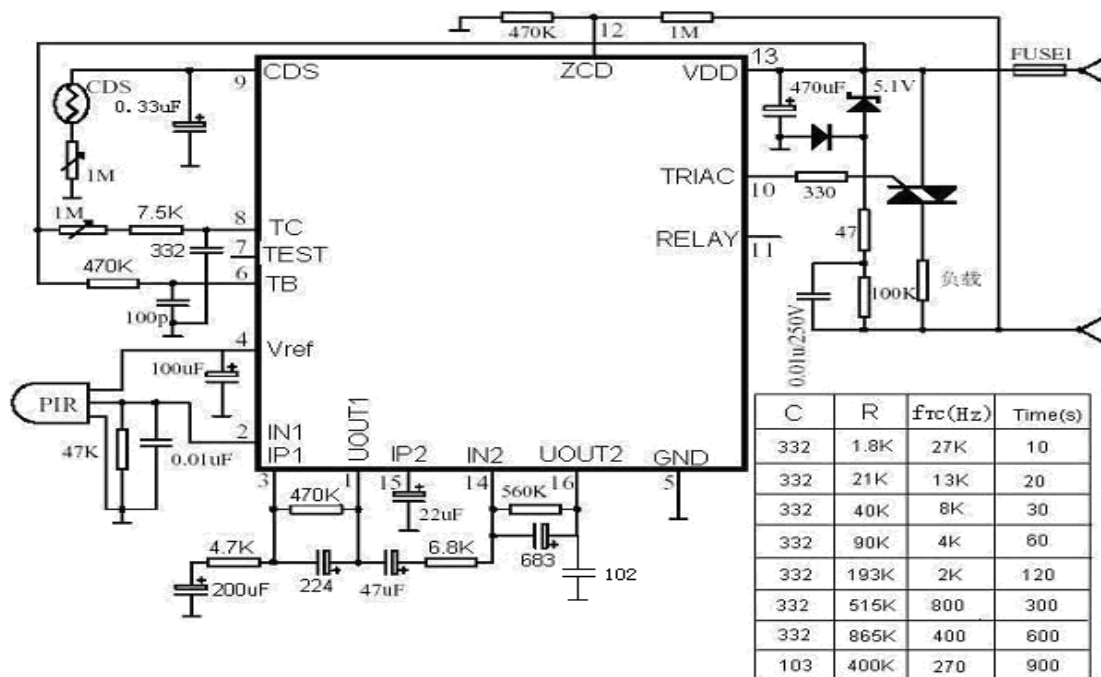 470K
12
1M
13
FUSE1
CDS
9
ZCD
VDD
CDS
0.33uF
470uF
5.1V
1M
TRIAC
10
330
1M
7.5K
8
TC
332
7
TEST
RELAY
11
47
470K
6
TB
100p
100K
负载
0.01u/250V
4
Vref
100uF
PIR
2
IN1
47K
0.01uF
IP1
UOUT1
IP2
IN2
UOUT2
GND
3
1
15
14
16
5
470K
22uF
560K
4.7K
6.8K
200uF
224
47uF
683
102
C R fTC(Hz) Time(s)
332 1.8K 27K 10
332 21K 13K 20
332 40K 8K 30
332 90K 4K 60
332 193K 2K 120
332 515K 800 300
332 865K 400 600
103 400K 270 900